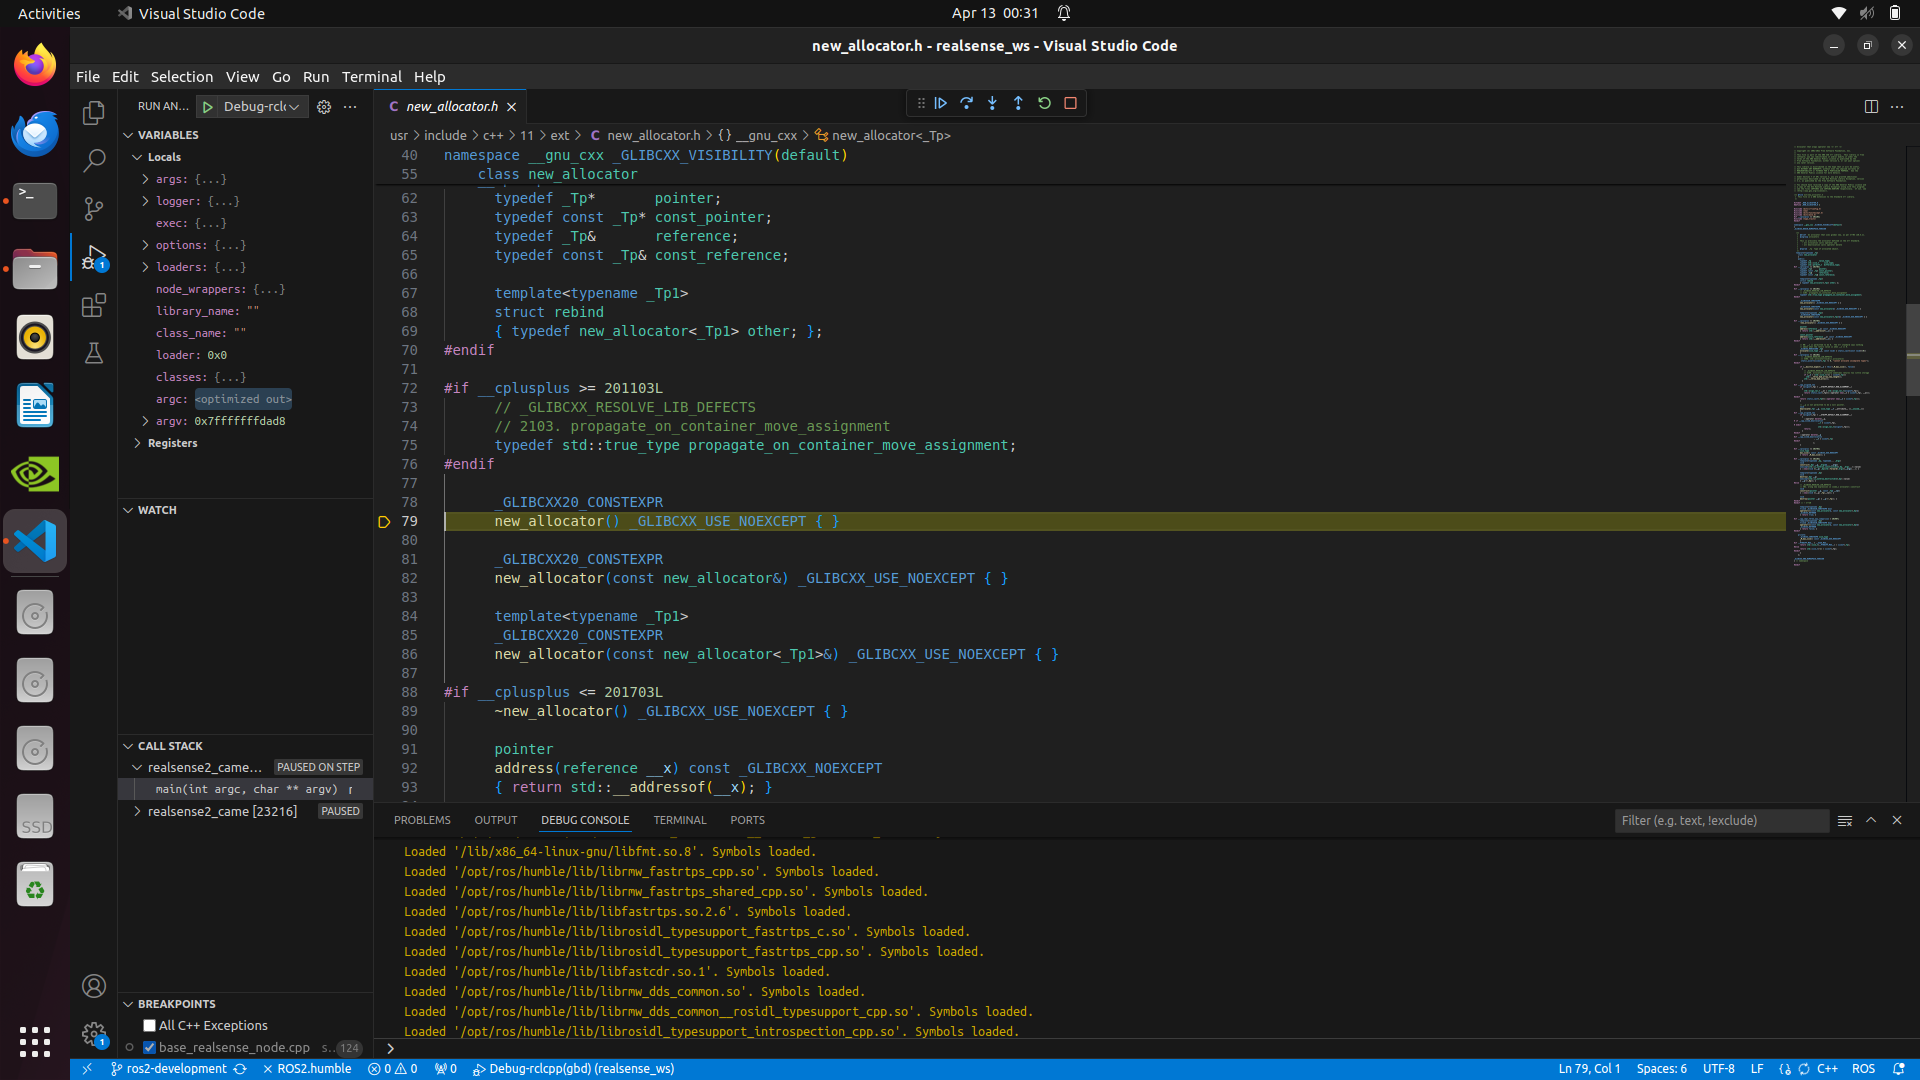 Activities
Visual Studio Code
Apr 13 00:31
new_allocator.h - realsense_ws - Visual Studio Code
File Edit Selection View Go Run Terminal Help
RUN AN...
Debug-rclc
VARIABLES
Locals
args: {...}
logger: {...}
exec: {...}
options: {...}
loaders: {...}
node_wrappers: {...}
library_name: ""
class_name: ""
loader: 0x0
classes: {...}
argc: <optimized out>
argv: 0x7fffffffdad8
Registers
WATCH
CALL STACK
realsense2_came... PAUSED ON STEP
main(int argc, char ** argv)
realsense2_came [23216] PAUSED
BREAKPOINTS
All C++ Exceptions
base_realsense_node.cpp s... 124
C new_allocator.h
usr > include > c++ > 11 > ext > C new_allocator.h > {} __gnu_cxx > new_allocator<_Tp>
40 namespace __gnu_cxx _GLIBCXX_VISIBILITY(default)
55 class new_allocator
62 typedef _Tp* pointer;
63 typedef const _Tp* const_pointer;
64 typedef _Tp& reference;
65 typedef const _Tp& const_reference;
66
67 template<typename _Tp1>
68 struct rebind
69 { typedef new_allocator<_Tp1> other; };
70 #endif
71
72 #if __cplusplus >= 201103L
73 // _GLIBCXX_RESOLVE_LIB_DEFECTS
74 // 2103. propagate_on_container_move_assignment
75 typedef std::true_type propagate_on_container_move_assignment;
76 #endif
77
78 _GLIBCXX20_CONSTEXPR
79 new_allocator() _GLIBCXX_USE_NOEXCEPT { }
80
81 _GLIBCXX20_CONSTEXPR
82 new_allocator(const new_allocator&) _GLIBCXX_USE_NOEXCEPT { }
83
84 template<typename _Tp1>
85 _GLIBCXX20_CONSTEXPR
86 new_allocator(const new_allocator<_Tp1>&) _GLIBCXX_USE_NOEXCEPT { }
87
88 #if __cplusplus <= 201703L
89 ~new_allocator() _GLIBCXX_USE_NOEXCEPT { }
90
91 pointer
92 address(reference __x) const _GLIBCXX_NOEXCEPT
93 { return std::__addressof(__x); }
PROBLEMS OUTPUT DEBUG CONSOLE TERMINAL PORTS
Filter (e.g. text, !exclude)
Loaded '/lib/x86_64-linux-gnu/libfmt.so.8'. Symbols loaded.
Loaded '/opt/ros/humble/lib/librmw_fastrtps_cpp.so'. Symbols loaded.
Loaded '/opt/ros/humble/lib/librmw_fastrtps_shared_cpp.so'. Symbols loaded.
Loaded '/opt/ros/humble/lib/libfastrtps.so.2.6'. Symbols loaded.
Loaded '/opt/ros/humble/lib/librosidl_typesupport_fastrtps_c.so'. Symbols loaded.
Loaded '/opt/ros/humble/lib/librosidl_typesupport_fastrtps_cpp.so'. Symbols loaded.
Loaded '/opt/ros/humble/lib/libfastcdr.so.1'. Symbols loaded.
Loaded '/opt/ros/humble/lib/librmw_dds_common.so'. Symbols loaded.
Loaded '/opt/ros/humble/lib/librmw_dds_common__rosidl_typesupport_cpp.so'. Symbols loaded.
Loaded '/opt/ros/humble/lib/librosidl_typesupport_introspection_cpp.so'. Symbols loaded.
SSD
1
1
ros2-development
ROS2.humble
0 0
0
Debug-rclcpp(gbd) (realsense_ws)
Ln 79, Col 1
Spaces: 6
UTF-8
LF
C++
ROS